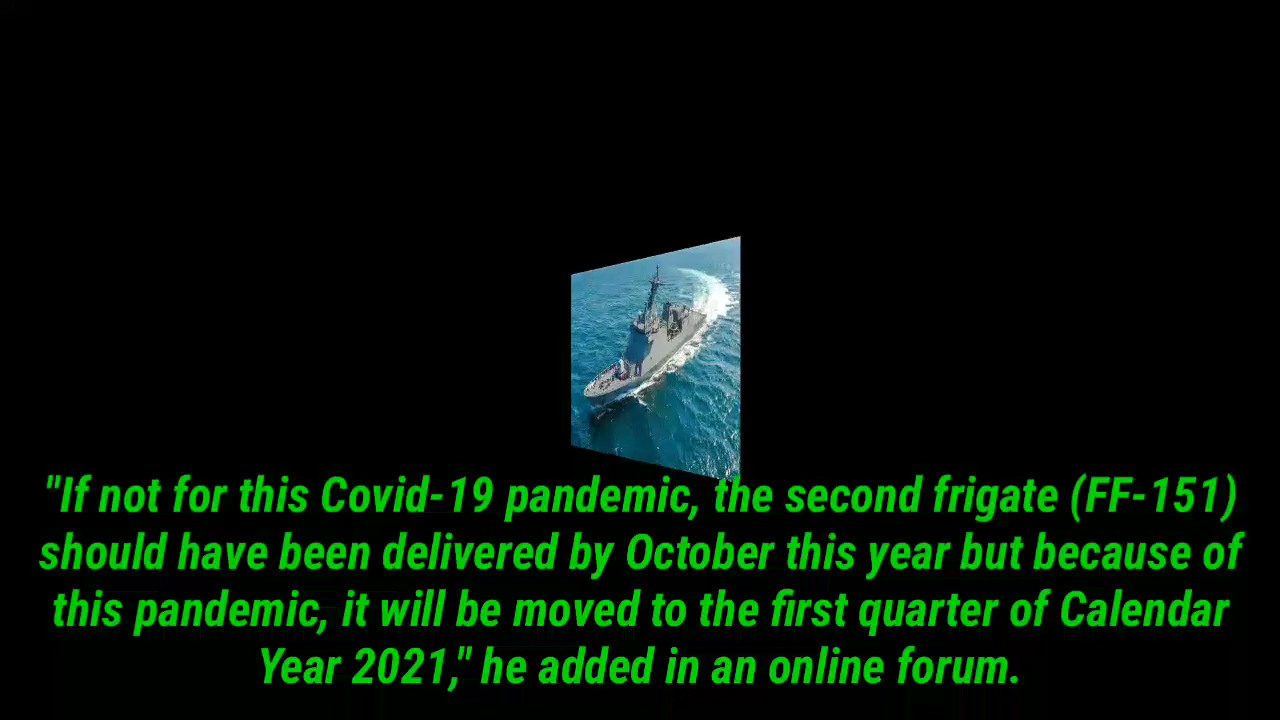 "If not for this Covid-19 pandemic, the second frigate (FF-151)
should have been delivered by October this year but because of
this pandemic, it will be moved to the first quarter of Calendar
Year 2021," he added in an online forum.